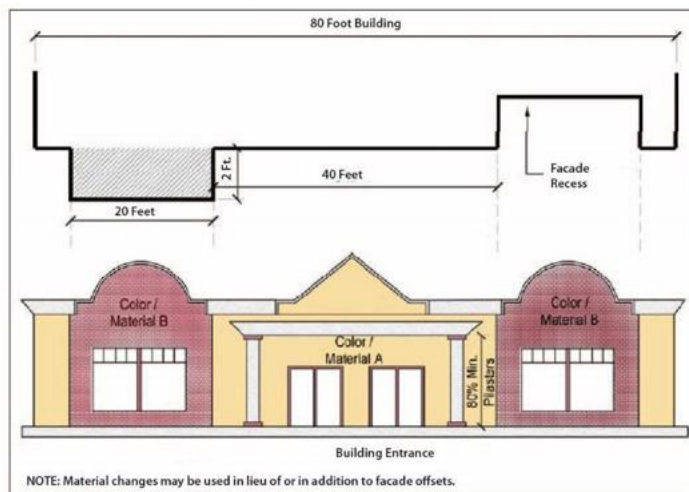 80 Foot Building
2 Ft.
40 Feet
Facade
Recess
20 Feet
Color /
Material B
Color /
Material A
80% Min.
Pilasters
Color /
Material B
Building Entrance
NOTE: Material changes may be used in lieu of or in addition to facade offsets.